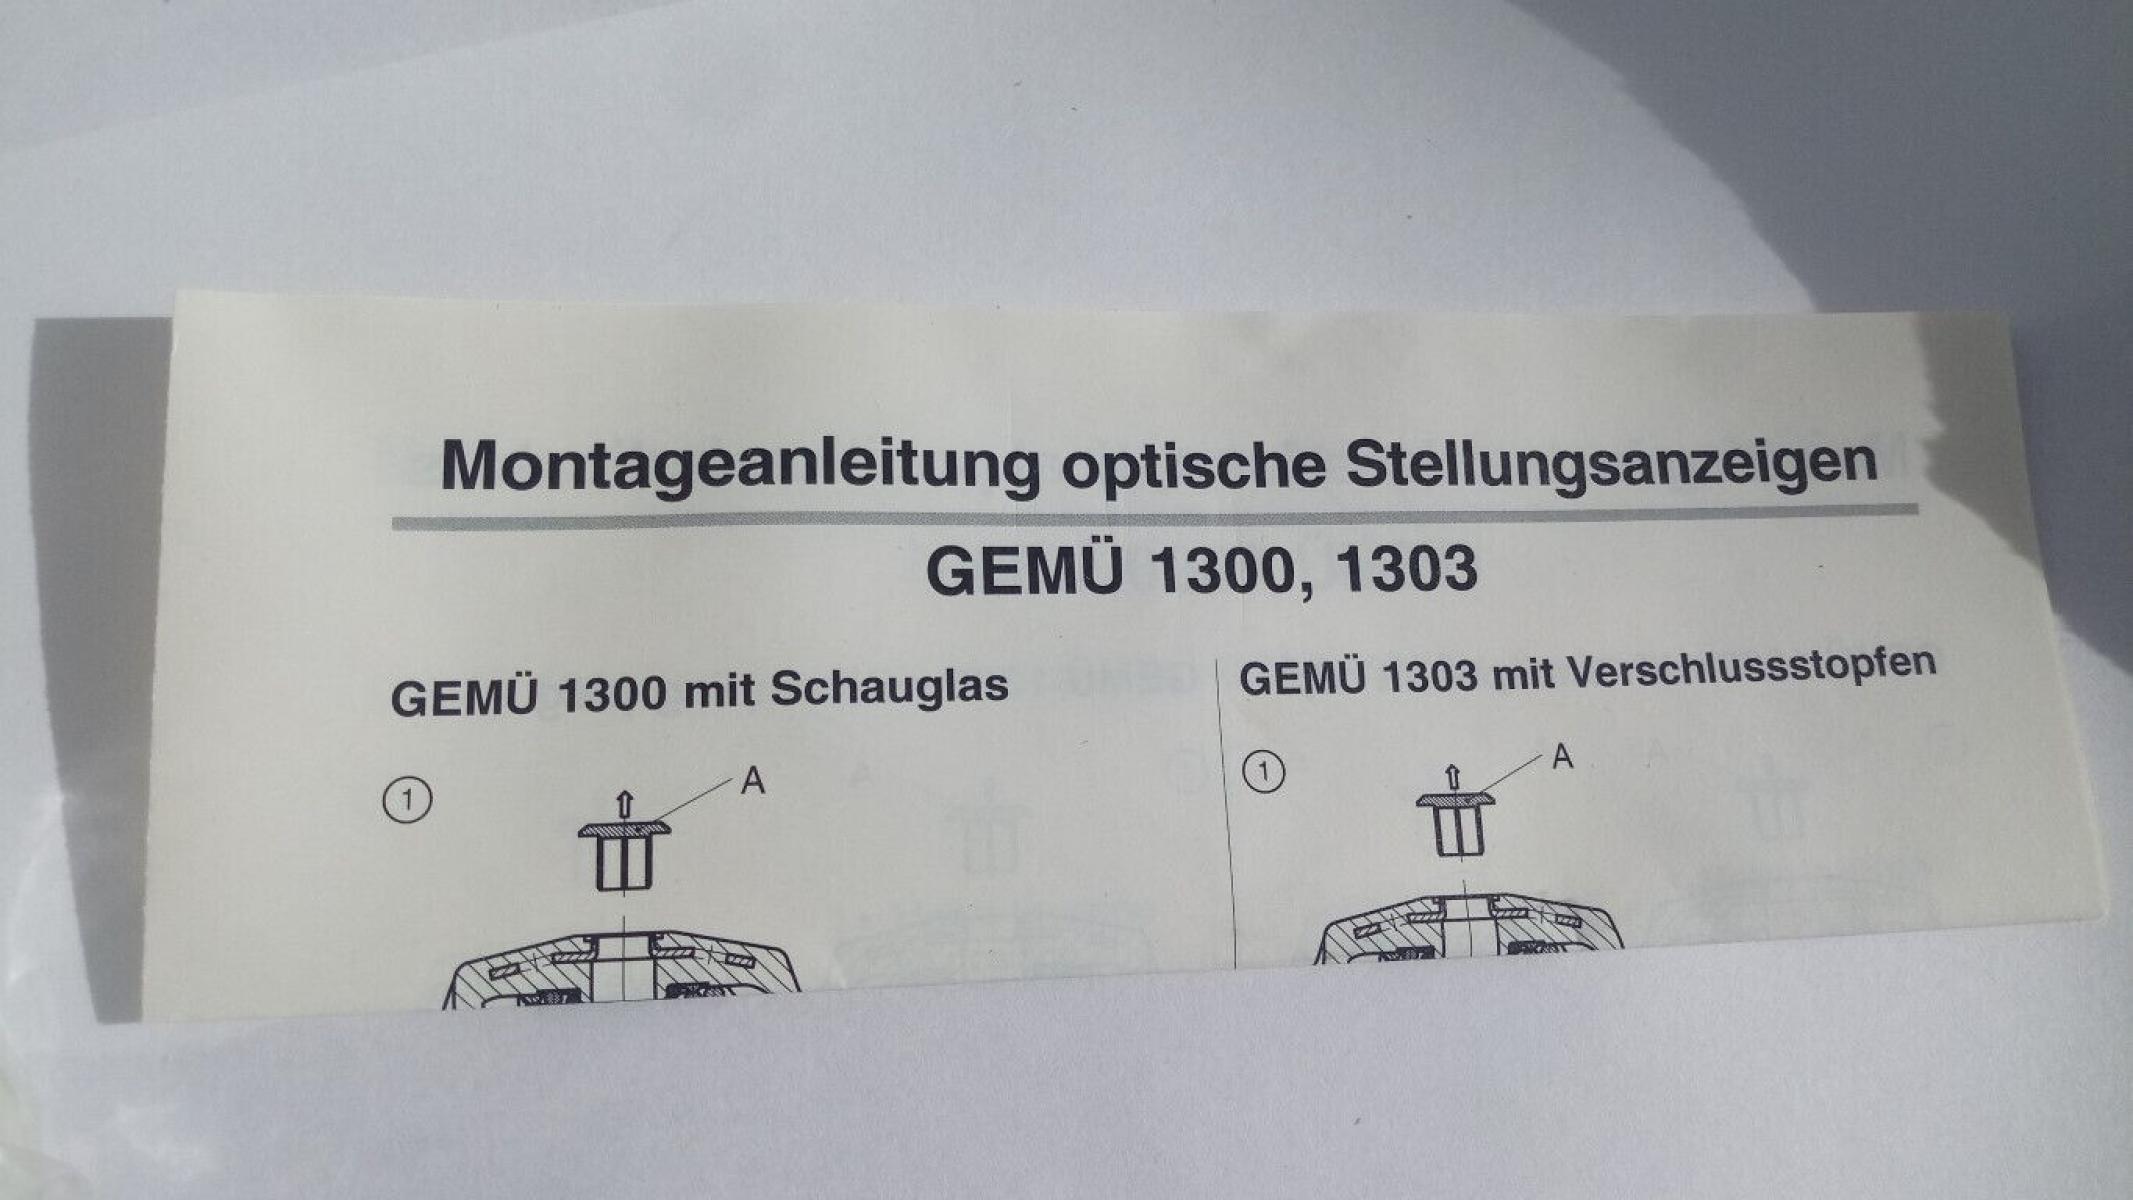 Montageanleitung optische Stellungsanzeigen
GEMÜ 1300, 1303
GEMÜ 1300 mit Schauglas
1
A
GEMÜ 1303 mit Verschlussstopfen
1
A